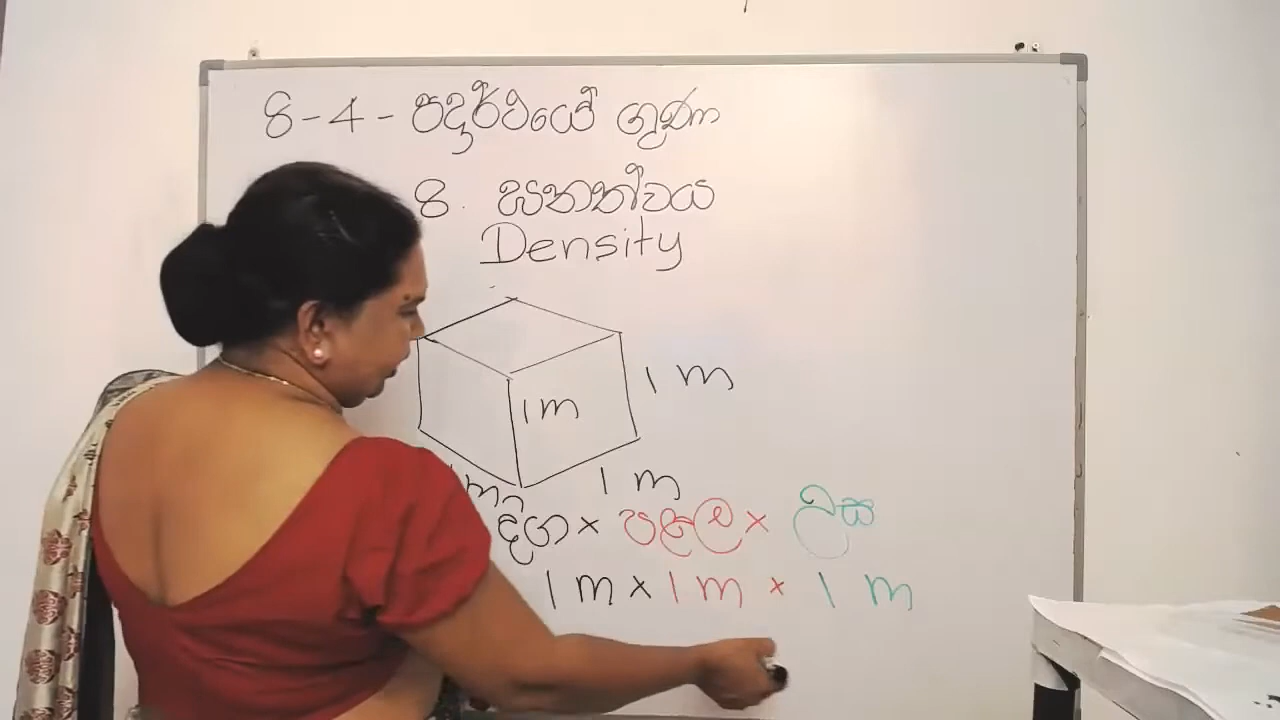 8-4- පදාර්ථයේ ගුණ
8. ඝනත්වය
Density
1 m
1m
1 m
දිග × පළල × උස
1 m × 1 m × 1 m